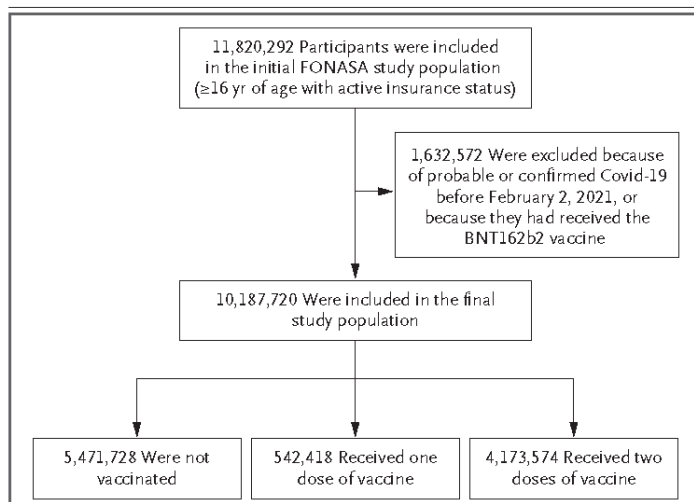 11,820,292 Participants were included
in the initial FONASA study population
(≥16 yr of age with active insurance status)
1,632,572 Were excluded because
of probable or confirmed Covid-19
before February 2, 2021, or
because they had received the
BNT162b2 vaccine
10,187,720 Were included in the final
study population
5,471,728 Were not
vaccinated
542,418 Received one
dose of vaccine
4,173,574 Received two
doses of vaccine